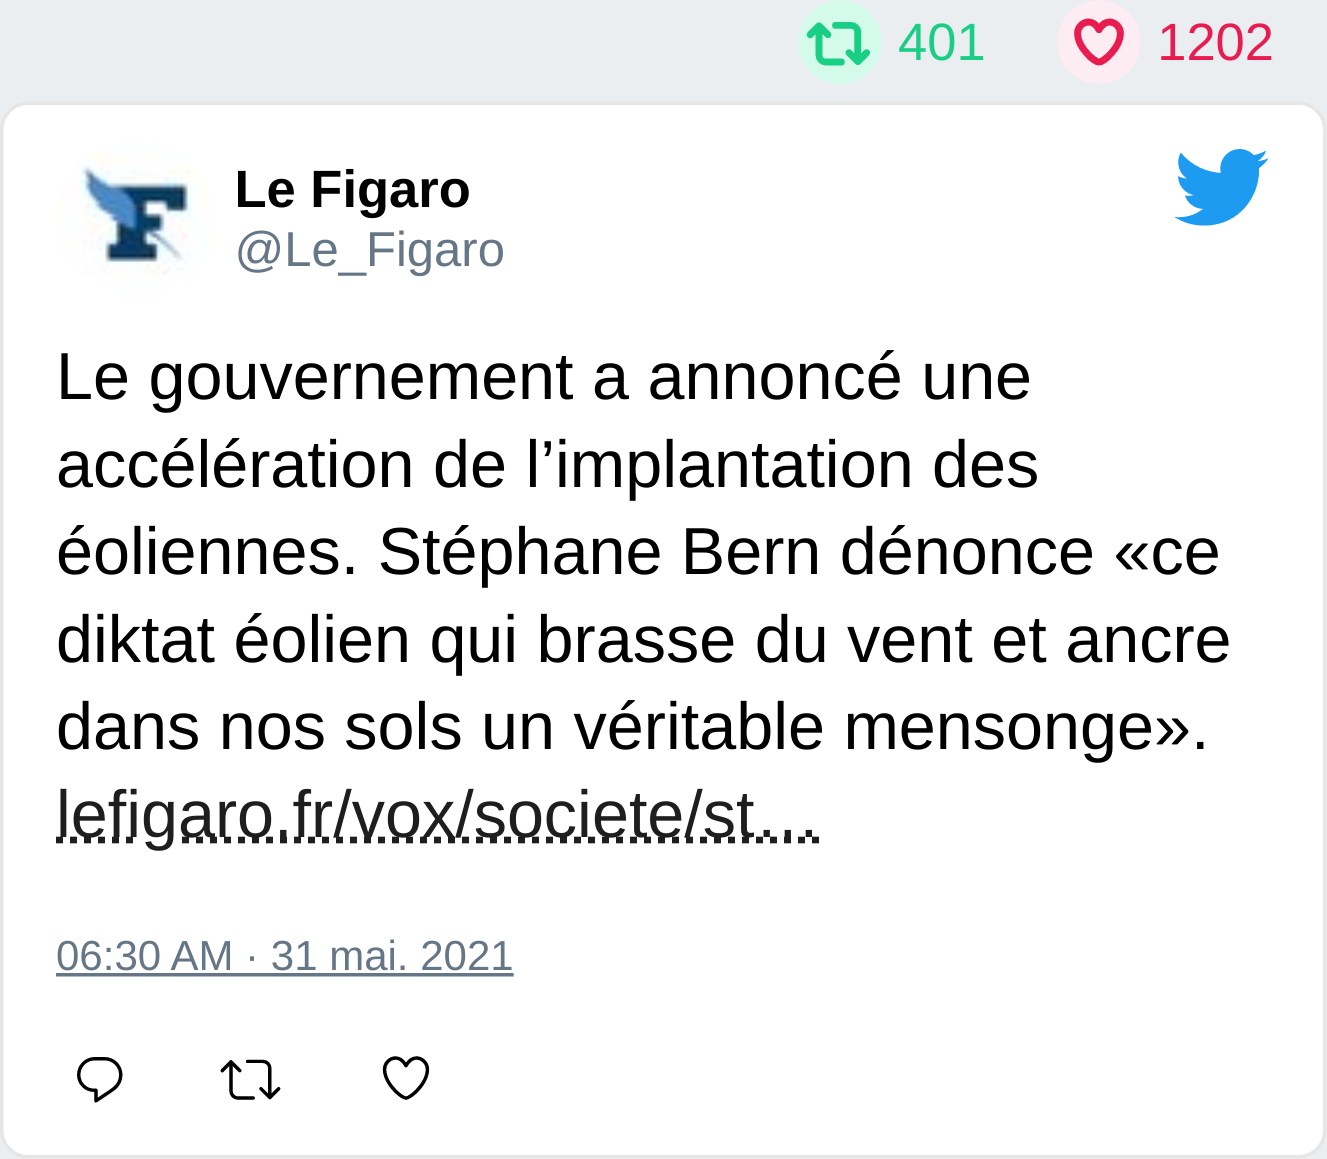 401 1202
Le Figaro
@Le_Figaro
Le gouvernement a annoncé une
accélération de l’implantation des
éoliennes. Stéphane Bern dénonce «ce
diktat éolien qui brasse du vent et ancre
dans nos sols un véritable mensonge».
lefigaro.fr/vox/societe/st…
06:30 AM · 31 mai. 2021